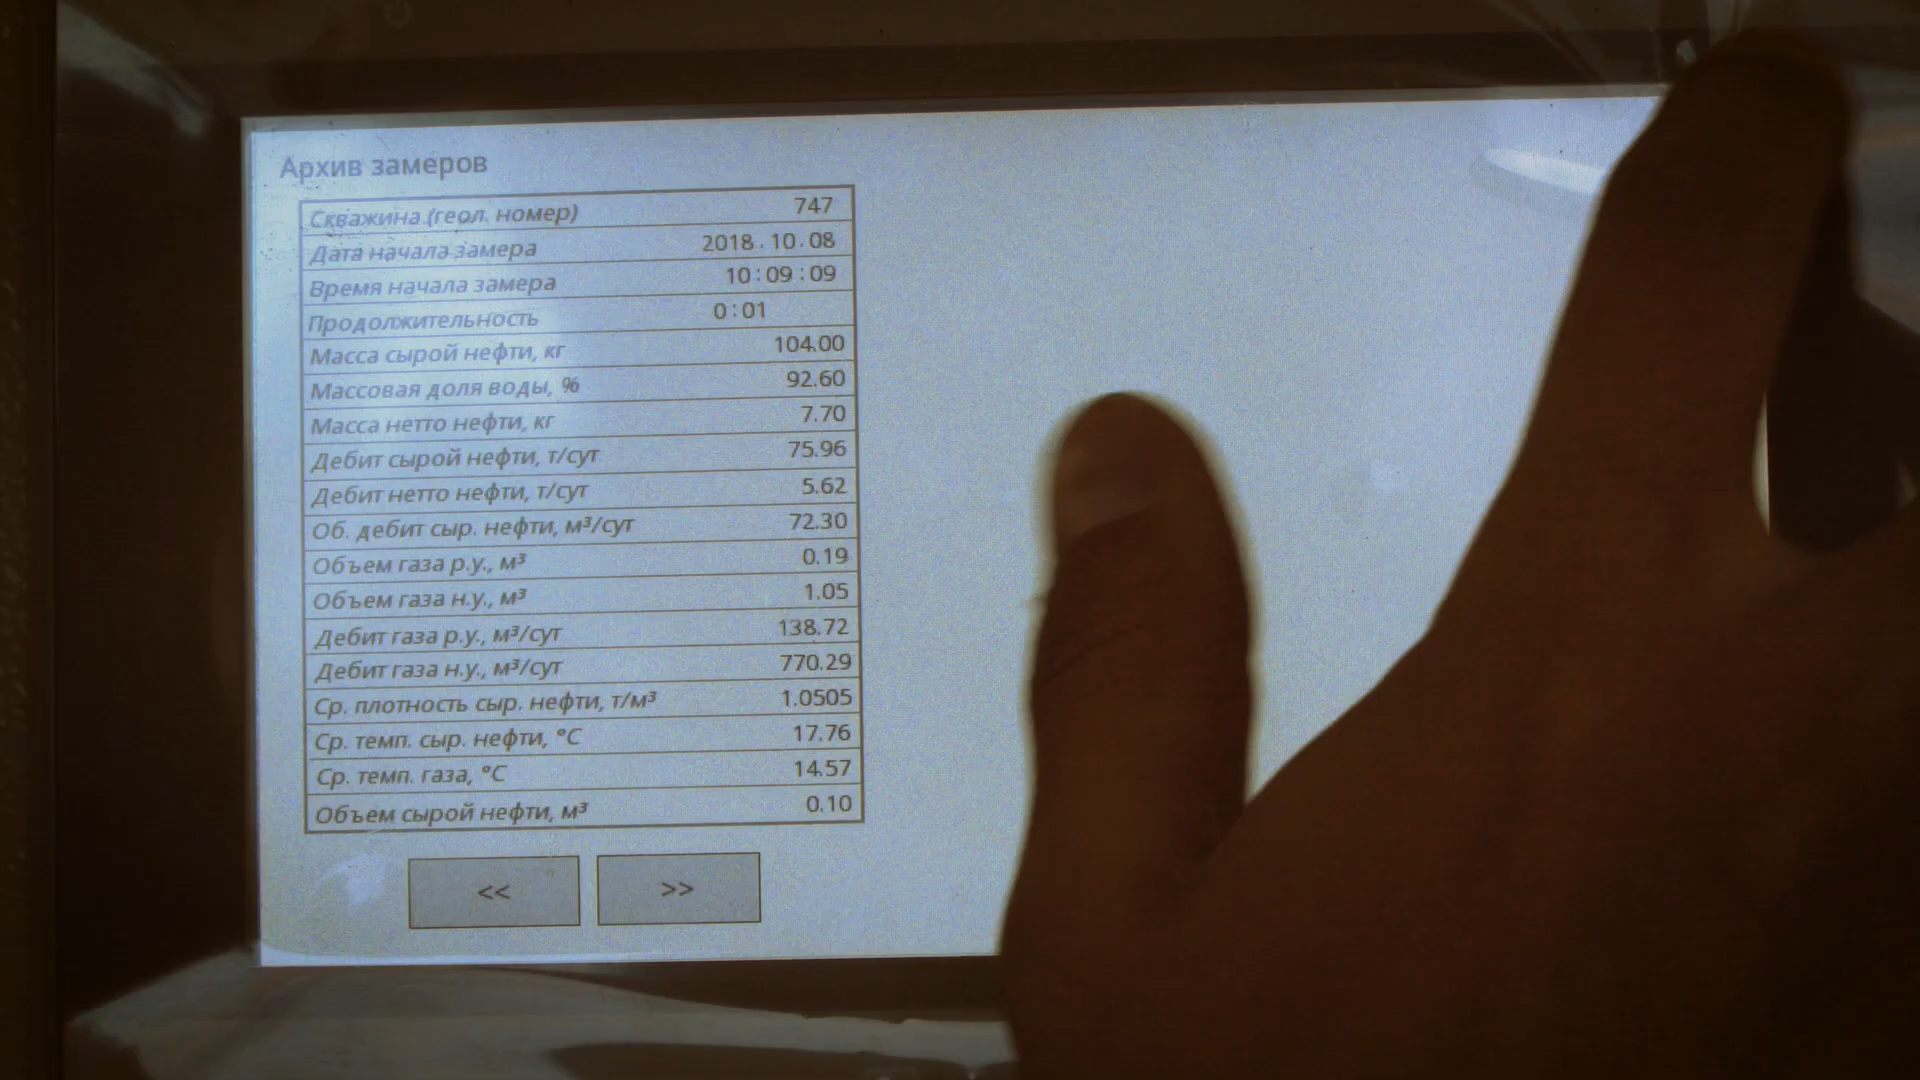 Архив замеров
Скважина (геол. номер) 747
Дата начала замера 2018.10.08
Время начала замера 10:09:09
Продолжительность 0:01
Масса сырой нефти, кг 104.00
Массовая доля воды, % 92.60
Масса нетто нефти, кг 7.70
Дебит сырой нефти, т/сут 75.96
Дебит нетто нефти, т/сут 5.62
Об. дебит сыр. нефти, м³/сут 72.30
Объем газа р.у., м³ 0.19
Объем газа н.у., м³ 1.05
Дебит газа р.у., м³/сут 138.72
Дебит газа н.у., м³/сут 770.29
Ср. плотность сыр. нефти, т/м³ 1.0505
Ср. темп. сыр. нефти, °C 17.76
Ср. темп. газа, °C 14.57
Объем сырой нефти, м³ 0.10
<< >>